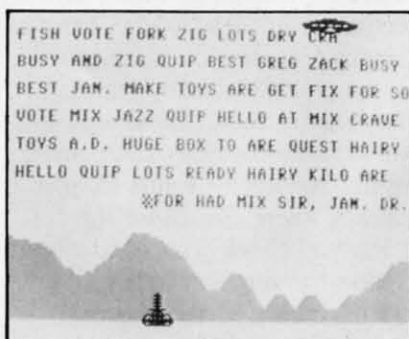 FISH VOTE FORK ZIG LOTS DRY CRA
BUSY AND ZIG QUIP BEST GREG ZACK BUSY
BEST JAN. MAKE TOYS ARE GET FIX FOR SO
VOTE MIX JAZZ QUIP HELLO AT MIX CRAVE
TOYS A.D. HUGE BOX TO ARE QUEST HAIRY
HELLO QUIP LOTS READY HAIRY KILO ARE
FOR HAD MIX SIR, JAN. DR.